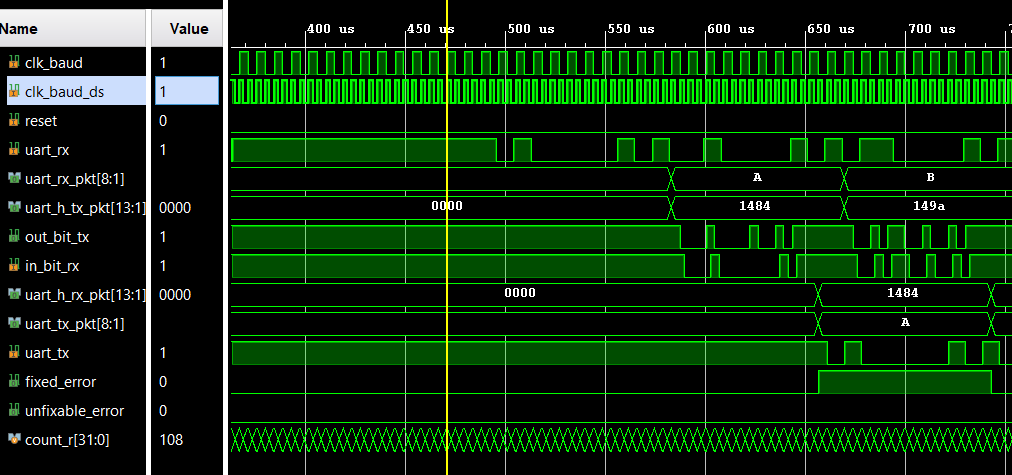 Name Value 400 us 450 us 500 us 550 us 600 us 650 us 700 us
clk_baud 1
clk_baud_ds 1
reset 0
uart_rx 1
uart_rx_pkt[8:1] A B
uart_h_tx_pkt[13:1] 0000 0000 1484 149a
out_bit_tx 1
in_bit_rx 1
uart_h_rx_pkt[13:1] 0000 0000 1484
uart_tx_pkt[8:1] A
uart_tx 1
fixed_error 0
unfixable_error 0
count_r[31:0] 108